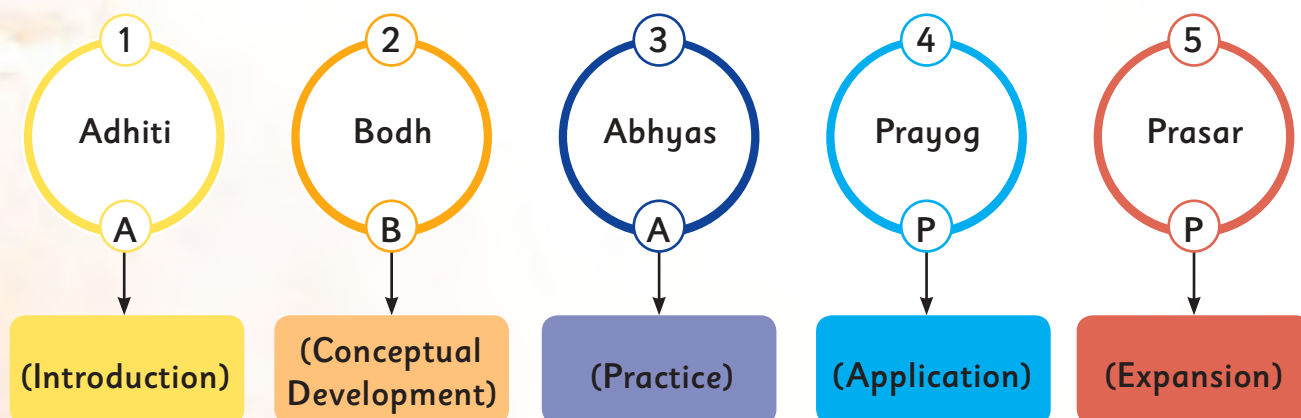 1 2 3 4 5
Adhiti Bodh Abhyas Prayog Prasar
A B A P P
(Introduction) (Conceptual Development) (Practice) (Application) (Expansion)